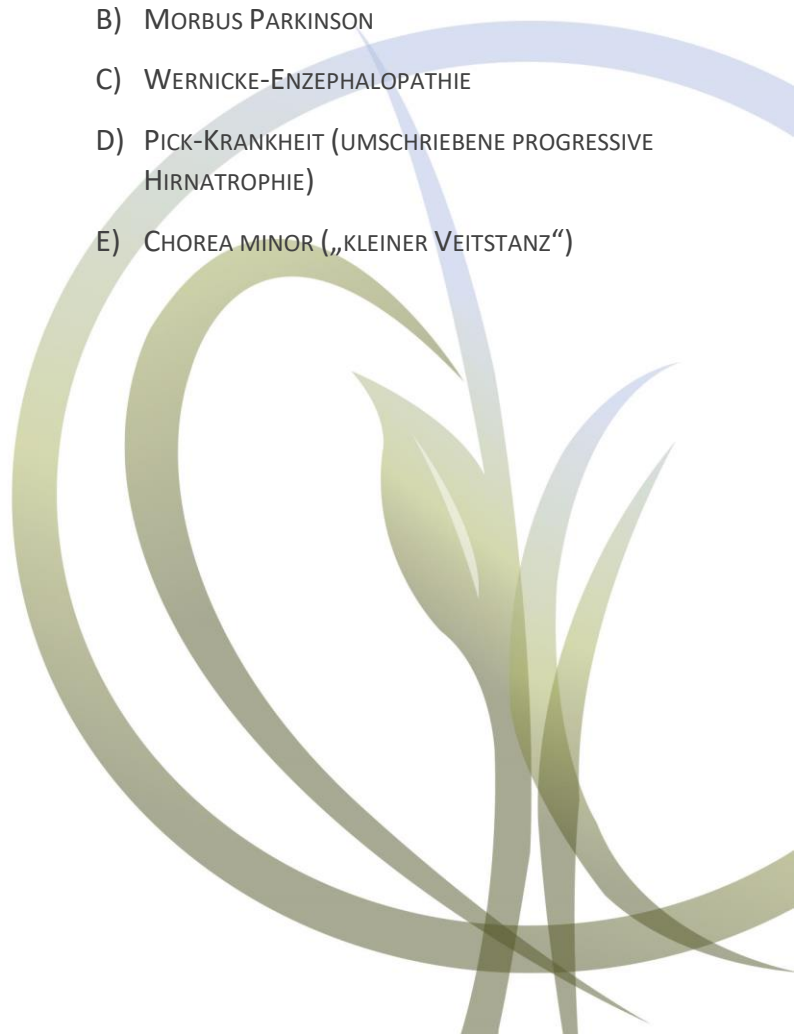 B) MORBUS PARKINSON
C) WERNICKE-ENZEPHALOPATHIE
D) PICK-KRANKHEIT (UMSCHRIEBENE PROGRESSIVE
HIRNATROPHIE)
E) CHOREA MINOR („KLEINER VEITSTANZ“)